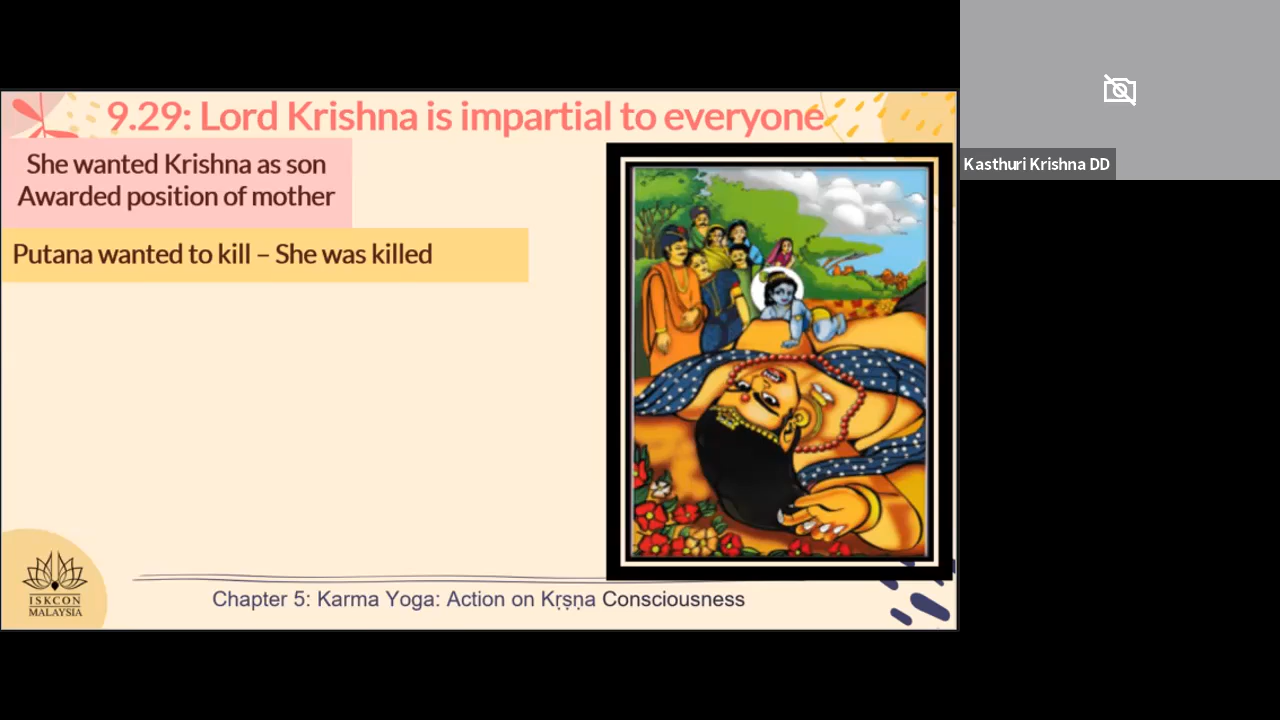 9.29: Lord Krishna is impartial to everyone
She wanted Krishna as son
Awarded position of mother
Putana wanted to kill – She was killed
ISKCON
MALAYSIA
Chapter 5: Karma Yoga: Action on Kṛṣṇa Consciousness
Kasthuri Krishna DD